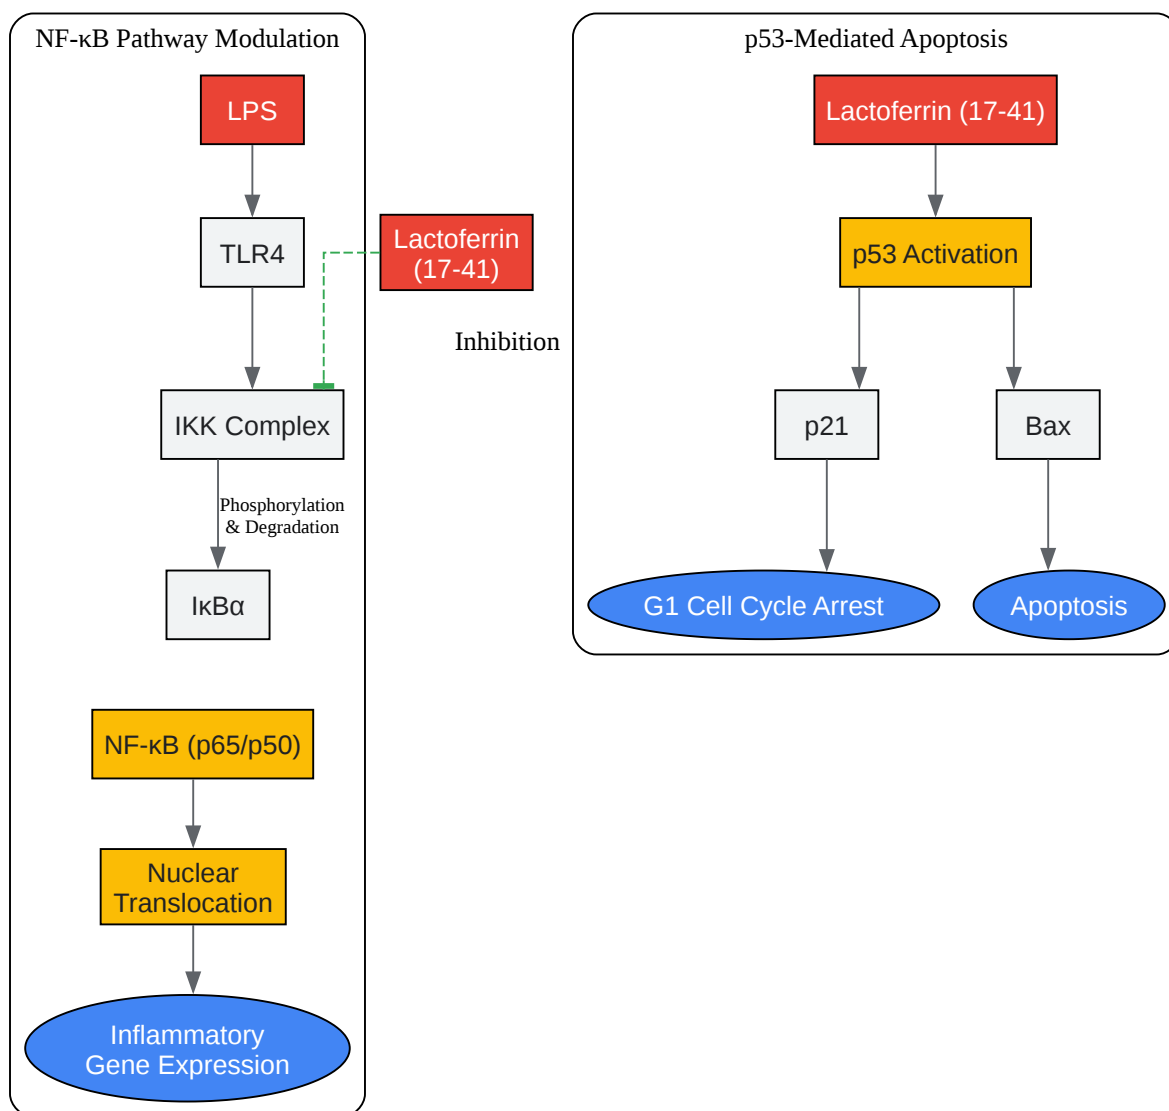 NF-κB Pathway Modulation
LPS
TLR4
Lactoferrin
(17-41)
Inhibition
IKK Complex
Phosphorylation
& Degradation
IκBα
NF-κB (p65/p50)
Nuclear
Translocation
Inflammatory
Gene Expression
p53-Mediated Apoptosis
Lactoferrin (17-41)
p53 Activation
p21
Bax
G1 Cell Cycle Arrest
Apoptosis